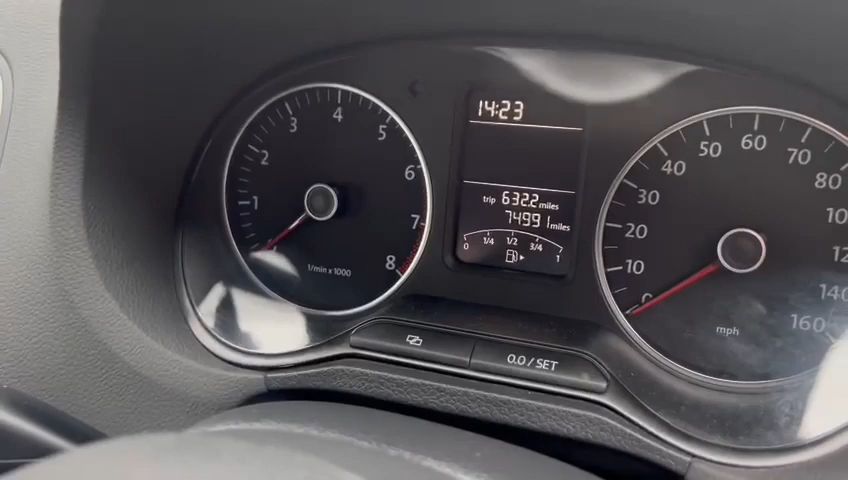 14:23
trip 632.2 miles
74991 miles
0 1/4 1/2 3/4 1
1 2 3 4 5 6 7 8
1/min x 1000
0 10 20 30 40 50 60 70 80
140
160
mph
0.0 / SET